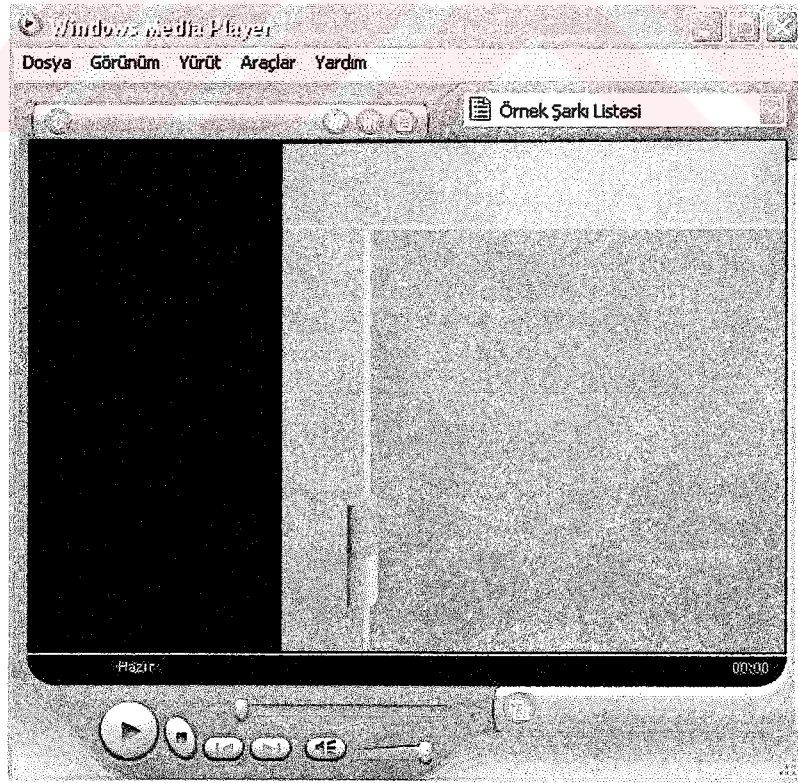 Windows Media Player
Dosya Görünüm Yürüt Araçlar Yardım
Örnek Şarkı Listesi
Hazır
00:00